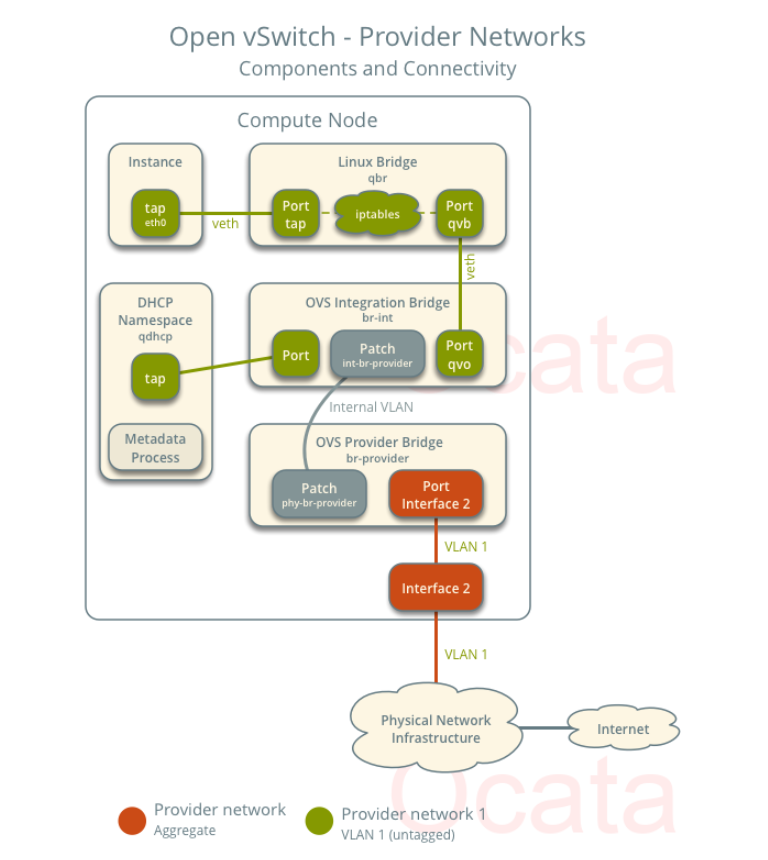 Open vSwitch - Provider Networks
Components and Connectivity
Compute Node
Instance
tap
eth0
veth
Linux Bridge
qbr
Port
tap
iptables
Port
qvb
veth
DHCP
Namespace
qdhcp
tap
Metadata
Process
OVS Integration Bridge
br-int
Port
Patch
int-br-provider
Port
qvo
Internal VLAN
OVS Provider Bridge
br-provider
Patch
phy-br-provider
Port
Interface 2
VLAN 1
Interface 2
VLAN 1
Physical Network
Infrastructure
Internet
Ocata
Ocata
Provider network
Aggregate
Provider network 1
VLAN 1 (untagged)